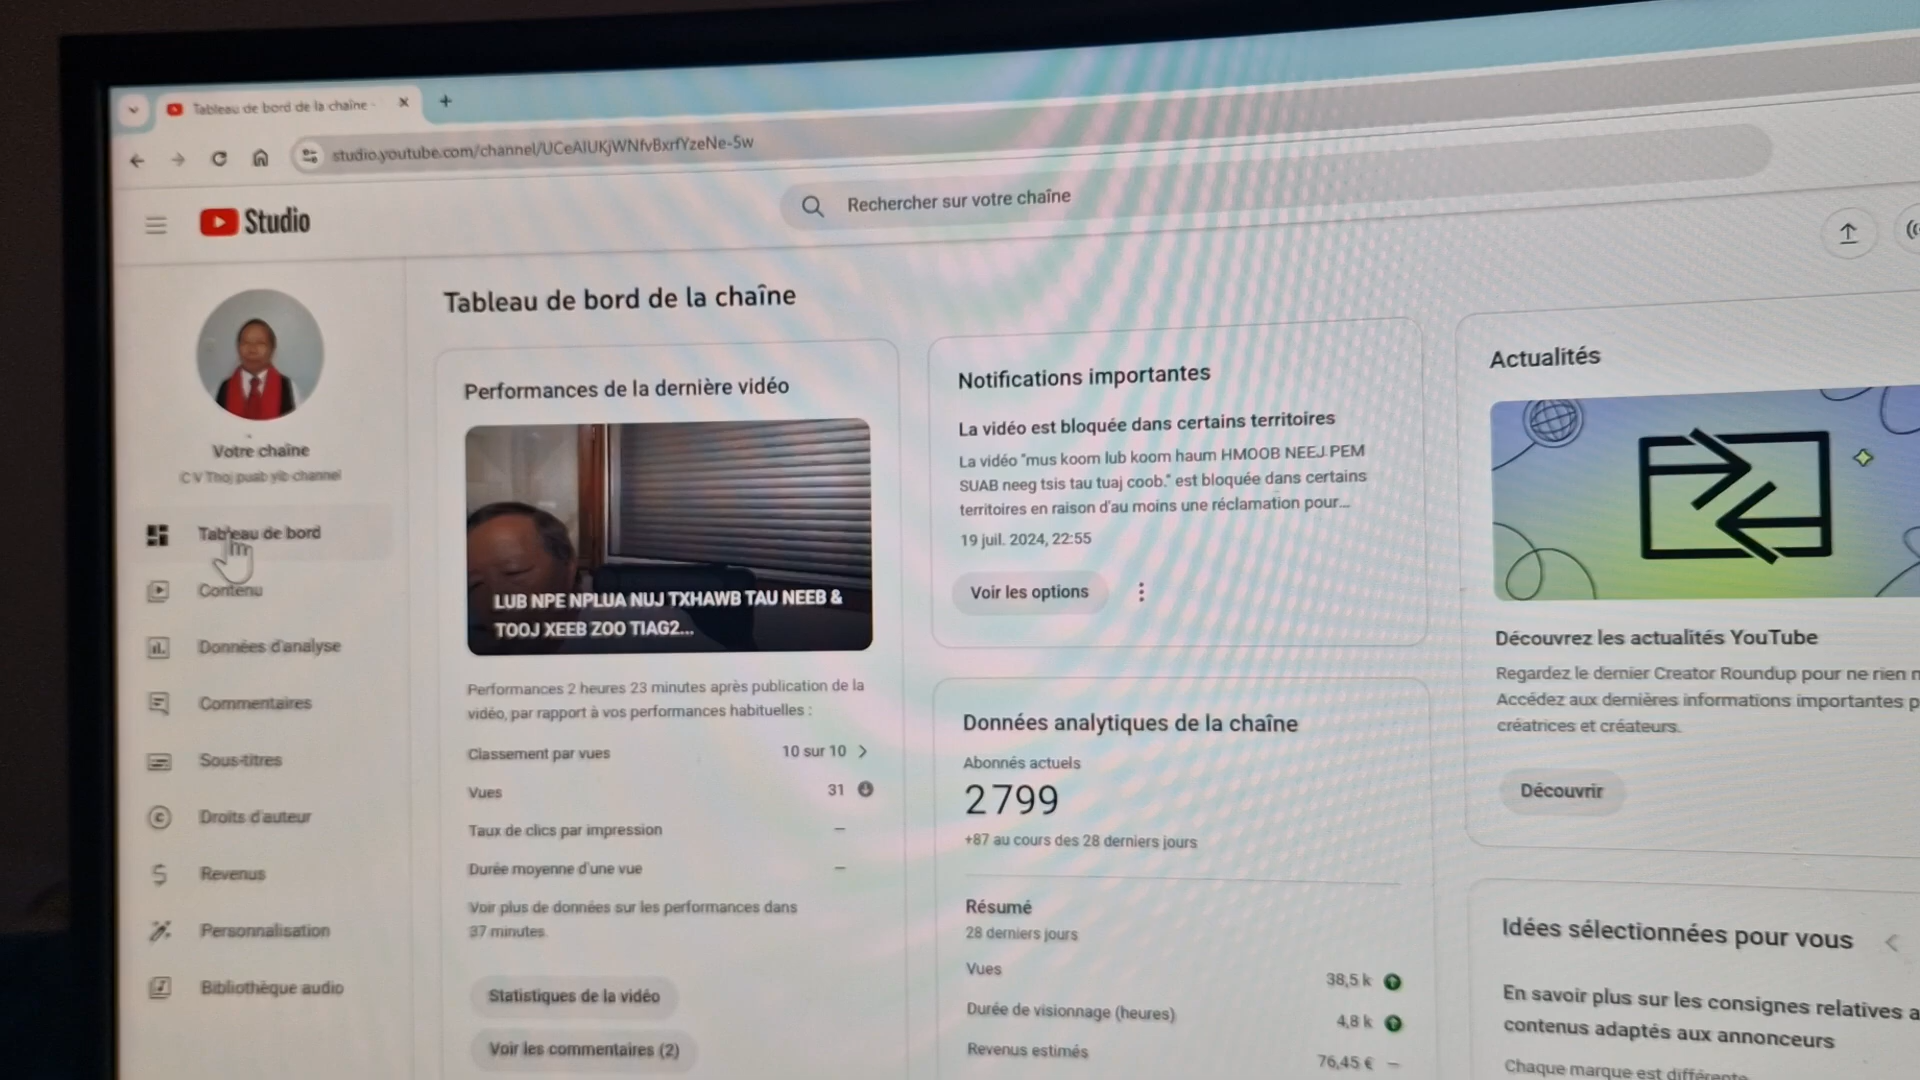 Tableau de bord de la chaîne -
studio.youtube.com/channel/UCeAIUKjWNfvBxrfYzeNe-5w
Studio
Rechercher sur votre chaîne
Votre chaîne
C V Thoj puab yib channel
Tableau de bord
Contenu
Données d'analyse
Commentaires
Sous-titres
Droits d'auteur
Revenus
Personnalisation
Bibliothèque audio
Tableau de bord de la chaîne
Performances de la dernière vidéo
LUB NPE NPLUA NUJ TXHAWB TAU NEEB &
TOOJ XEEB ZOO TIAG2...
Performances 2 heures 23 minutes après publication de la
vidéo, par rapport à vos performances habituelles :
Classement par vues 10 sur 10
Vues 31
Taux de clics par impression —
Durée moyenne d'une vue —
Voir plus de données sur les performances dans
37 minutes.
Statistiques de la vidéo
Voir les commentaires (2)
Notifications importantes
La vidéo est bloquée dans certains territoires
La vidéo "mus koom lub koom haum HMOOB NEEJ PEM
SUAB neeg tsis tau tuaj coob." est bloquée dans certains
territoires en raison d'au moins une réclamation pour...
19 juil. 2024, 22:55
Voir les options
Données analytiques de la chaîne
Abonnés actuels
2799
+87 au cours des 28 derniers jours
Résumé
28 derniers jours
Vues 38,5 k
Durée de visionnage (heures) 4,8 k
Revenus estimés 76,45 € —
Actualités
Découvrez les actualités YouTube
Regardez le dernier Creator Roundup pour ne rien
Accédez aux dernières informations importantes
créatrices et créateurs.
Découvrir
Idées sélectionnées pour vous
En savoir plus sur les consignes relatives
contenus adaptés aux annonceurs
Chaque marque est